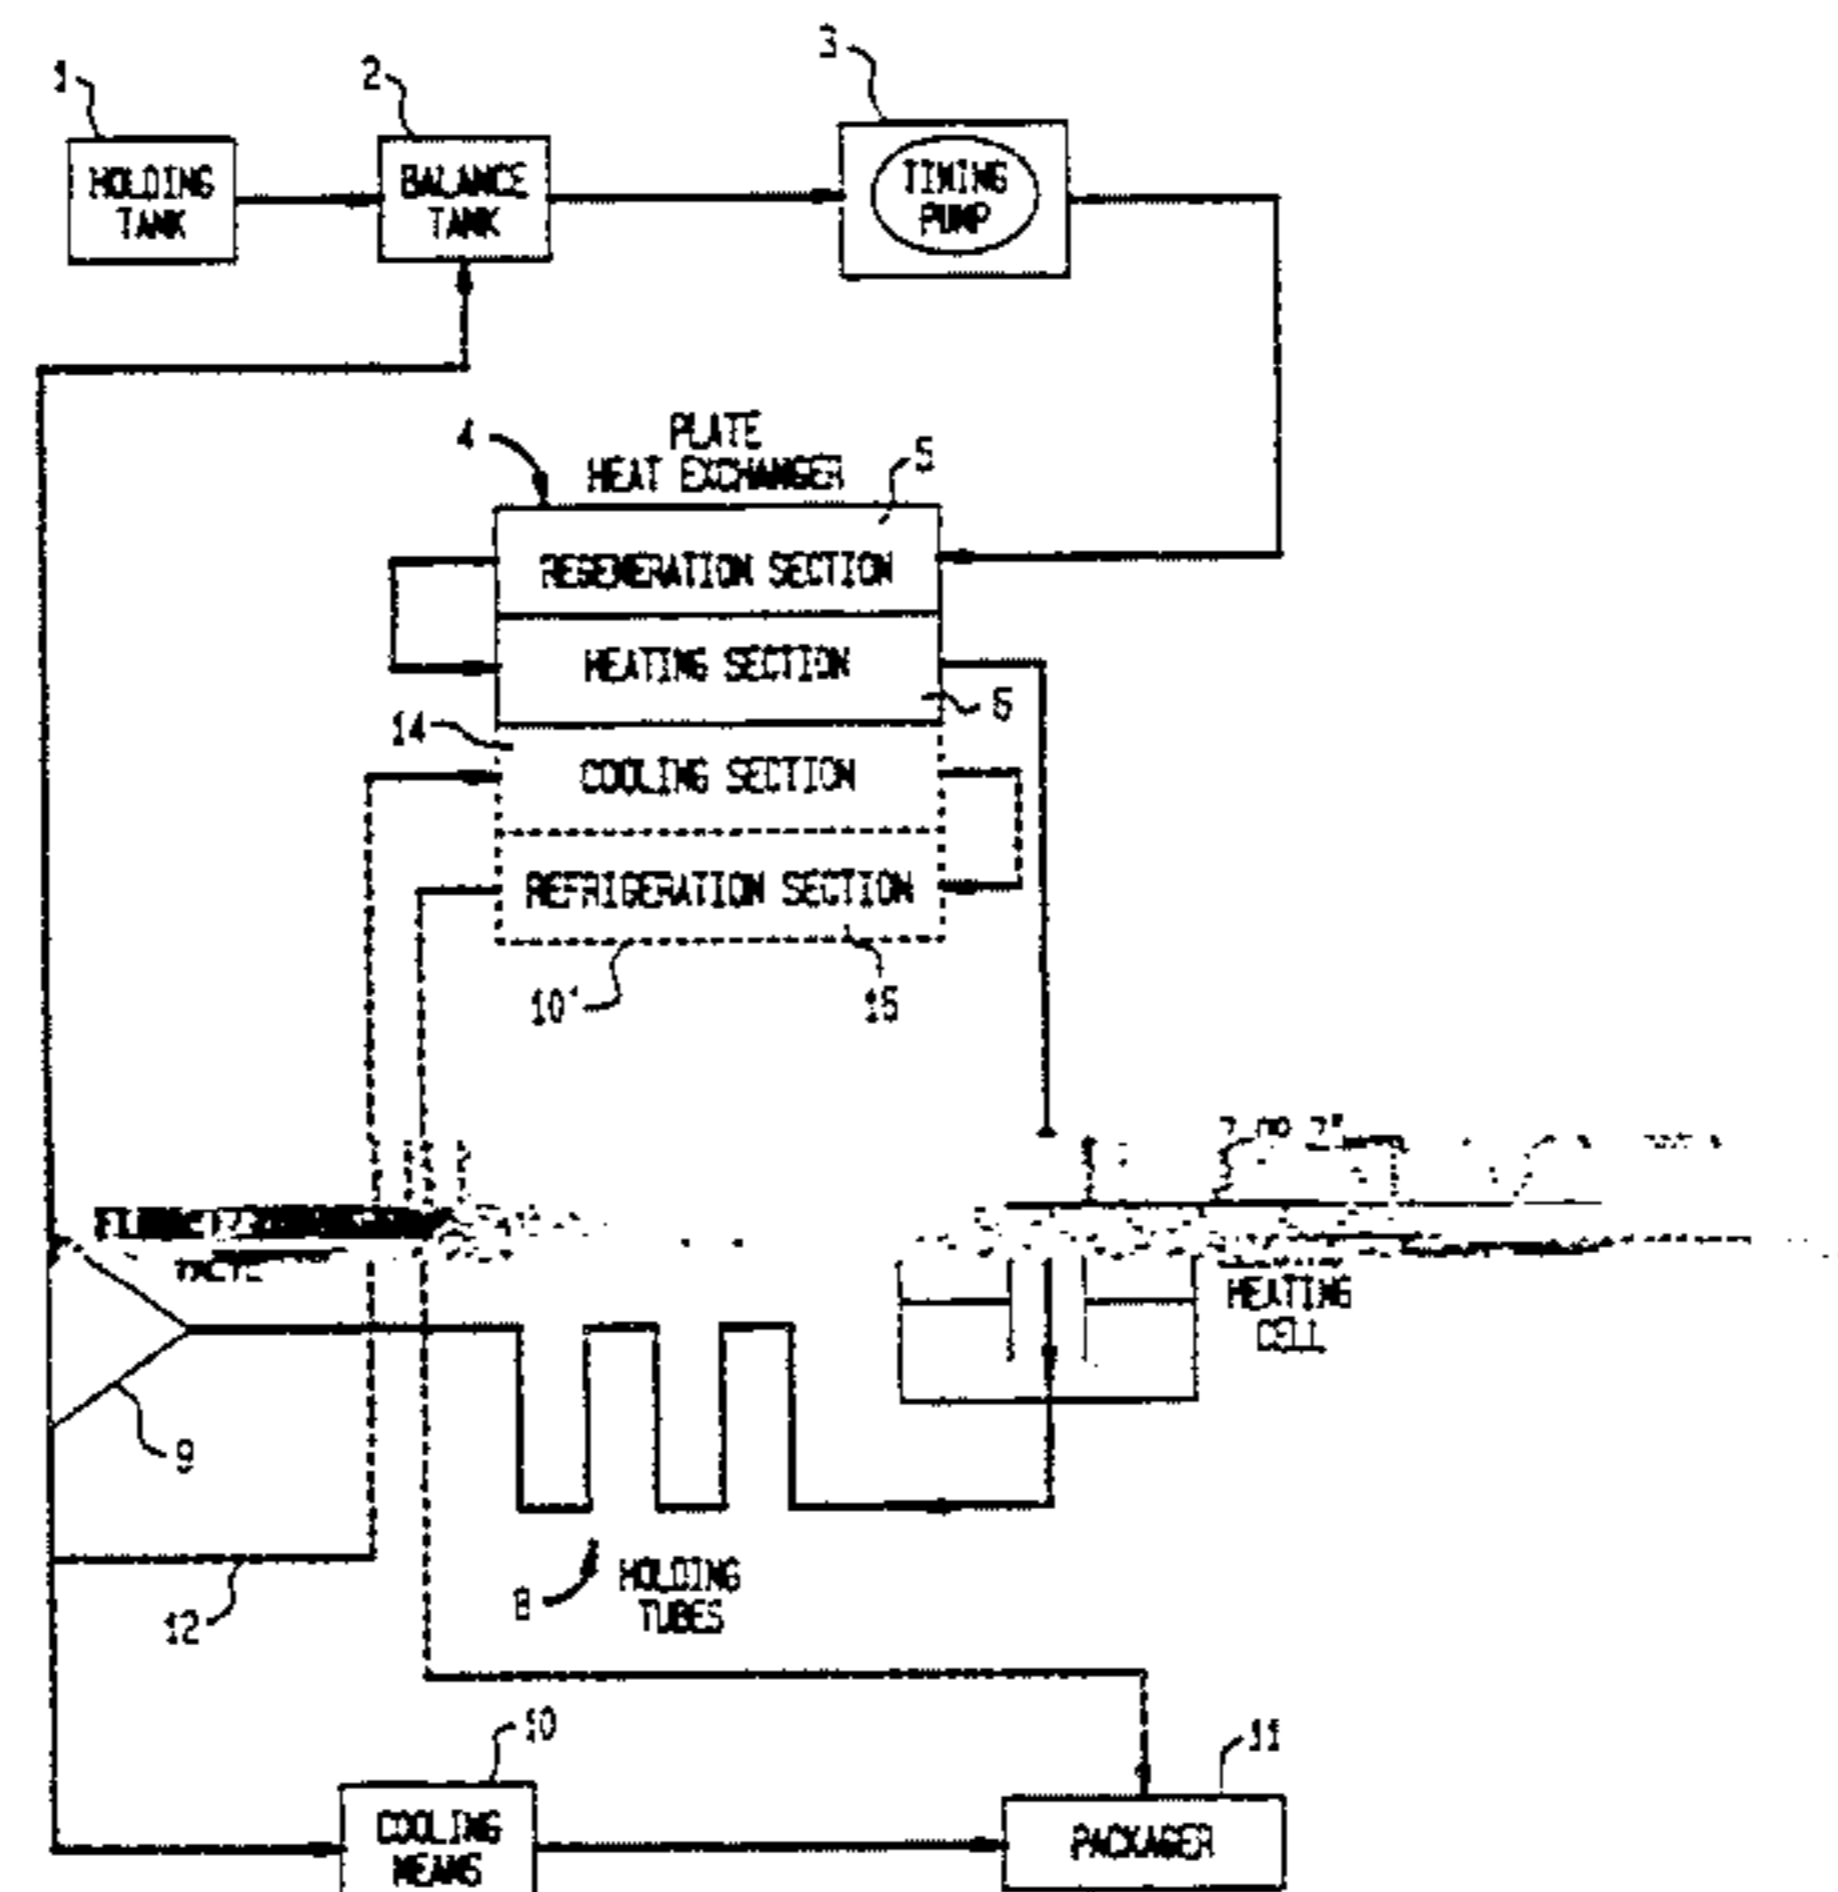 1
2
3
HOLDING
TANK
BALANCE
TANK
TIMING
PUMP
4
PLATE
HEAT EXCHANGER
5
REGENERATION SECTION
HEATING SECTION
6
14
COOLING SECTION
REFRIGERATION SECTION
10'
15
HEATING
CELL
9
8
HOLDING
TUBES
12
10
11
COOLING
MEANS
PACKAGER